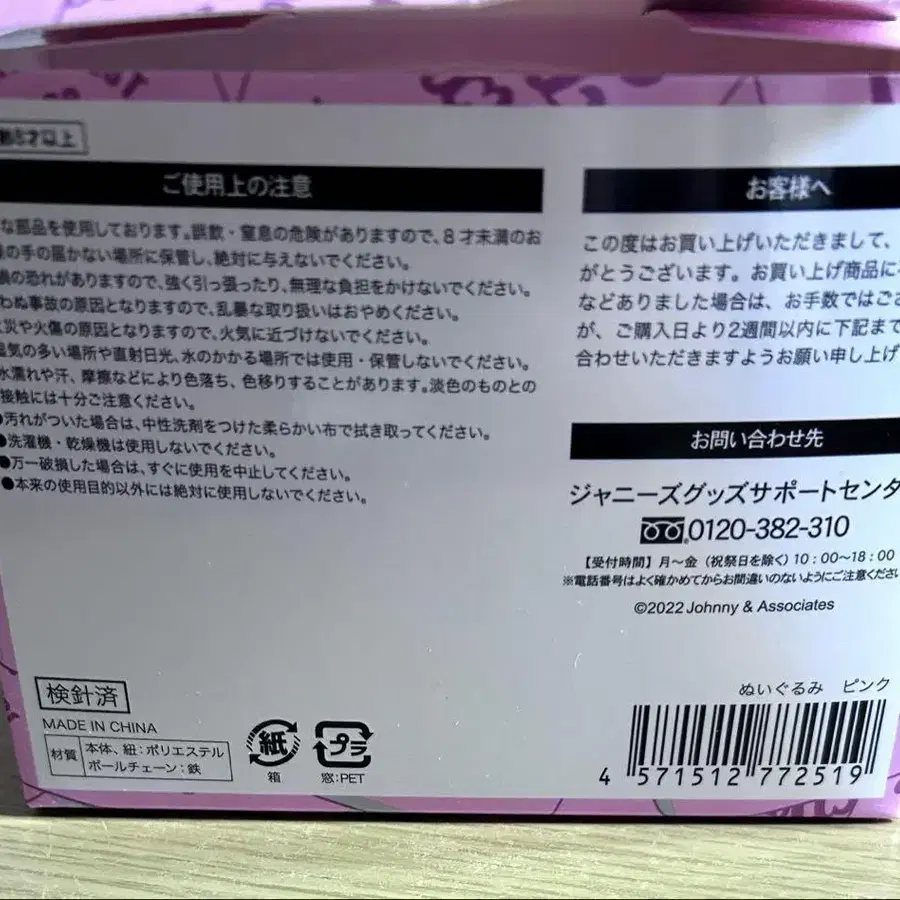 才以上
ご使用上の注意
な部品を使用しております。誤飲・窒息の危険がありますので、8才未満のお
の手の届かない場所に保管し、絶対に与えないでください。
損の恐れがありますので、強く引っ張ったり、無理な負担をかけないでください。
わぬ事故の原因となりますので、乱暴な取り扱いはおやめください。
火災や火傷の原因となりますので、火気に近づけないでください。
湿気の多い場所や直射日光、水のかかる場所では使用・保管しないでください。
水濡れや汗、摩擦などにより色落ち、色移りすることがあります。淡色のものとの
接触には十分ご注意ください。
●汚れがついた場合は、中性洗剤をつけた柔らかい布で拭き取ってください。
●洗濯機・乾燥機は使用しないでください。
●万一破損した場合は、すぐに使用を中止してください。
●本来の使用目的以外には絶対に使用しないでください。
お客様へ
この度はお買い上げいただきまして、
がとうございます。お買い上げ商品に
などありました場合は、お手数ではご
が、ご購入日より2週間以内に下記まで
合わせいただきますようお願い申し上げ
お問い合わせ先
ジャニーズグッズサポートセンタ
0120-382-310
【受付時間】月〜金(祝祭日を除く)10:00〜18:00
※電話番号はよく確かめてからお間違いのないようにご注意ください
©2022 Johnny & Associates
検針済
MADE IN CHINA
材質
本体、紐:ポリエステル
ボールチェーン:鉄
紙
箱
プラ
窓:PET
ぬいぐるみ ピンク
4 571512 772519